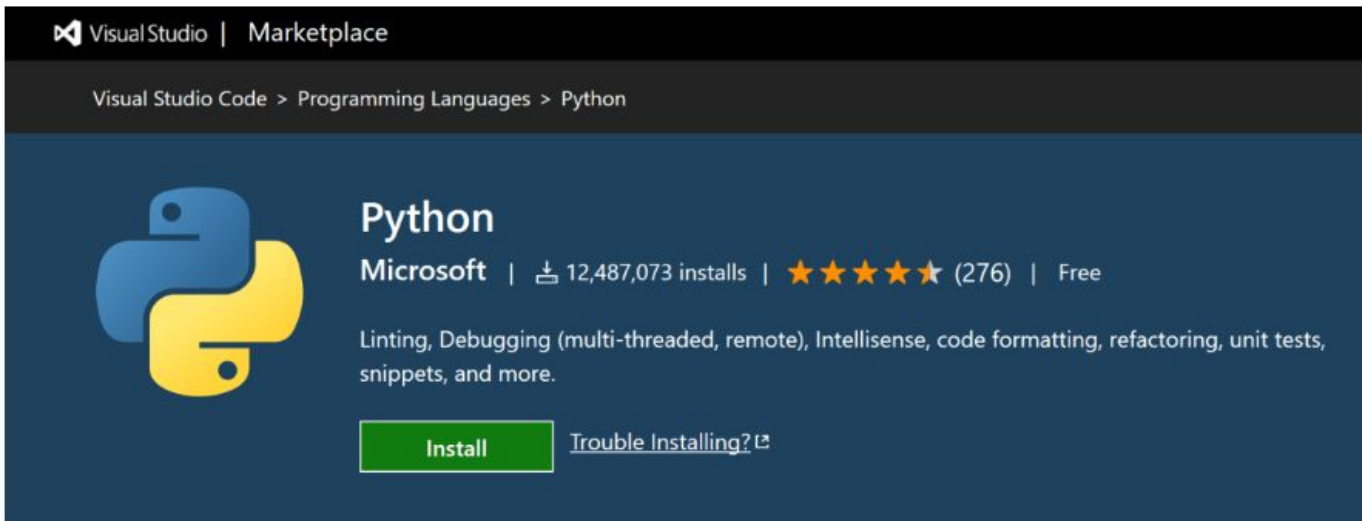 Visual Studio | Marketplace
Visual Studio Code > Programming Languages > Python
Python
Microsoft | 12,487,073 installs | (276) | Free
Linting, Debugging (multi-threaded, remote), Intellisense, code formatting, refactoring, unit tests,
snippets, and more.
Install Trouble Installing?